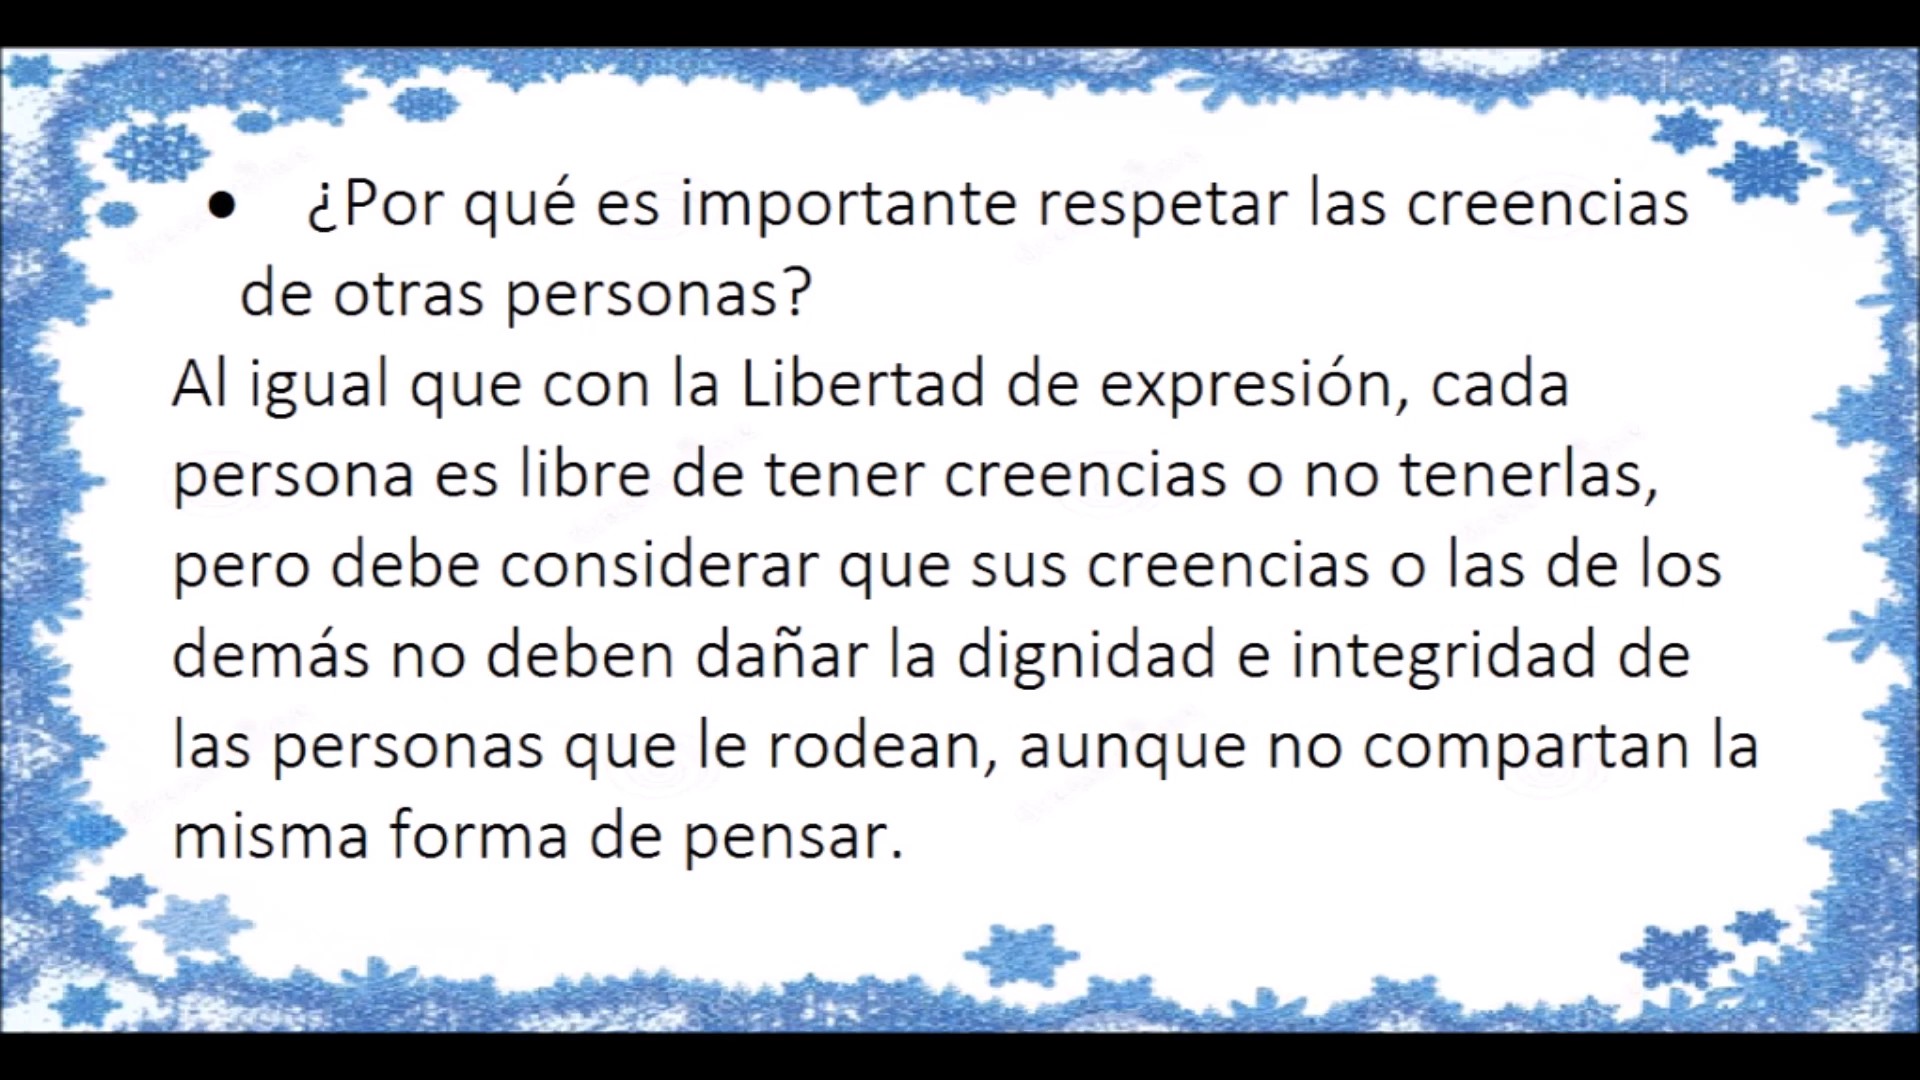 • ¿Por qué es importante respetar las creencias
de otras personas?
Al igual que con la Libertad de expresión, cada
persona es libre de tener creencias o no tenerlas,
pero debe considerar que sus creencias o las de los
demás no deben dañar la dignidad e integridad de
las personas que le rodean, aunque no compartan la
misma forma de pensar.